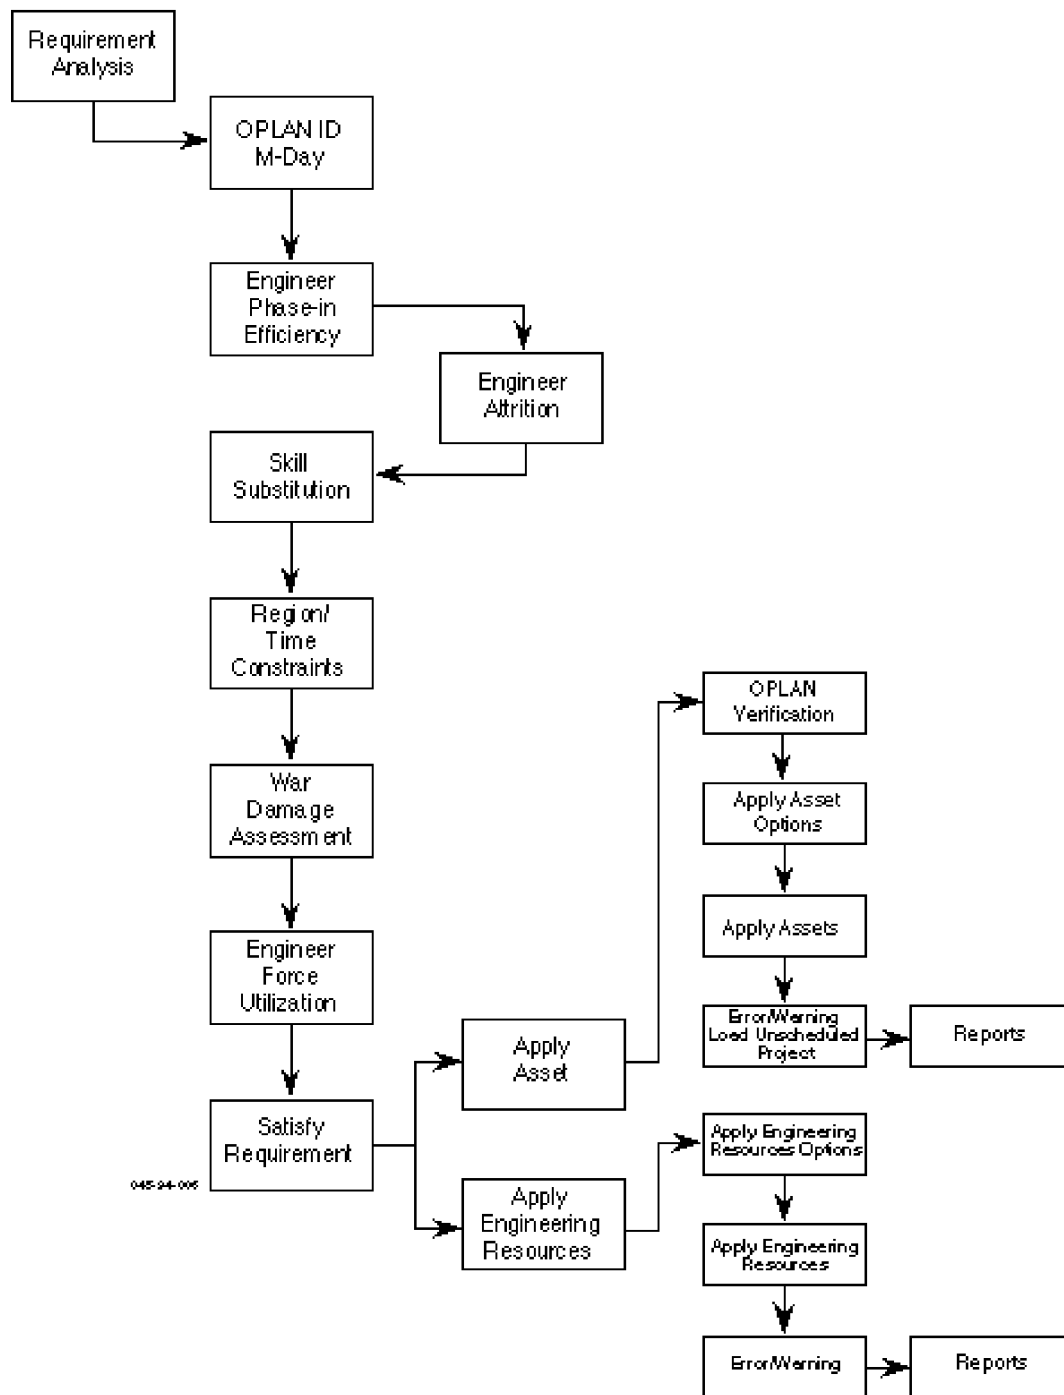 Requirement
Analysis
OPLAN ID
M-Day
Engineer
Phase-in
Efficiency
Engineer
Attrition
Skill
Substitution
Region/
Time
Constraints
War
Damage
Assessment
Engineer
Force
Utilization
Satisfy
Requirement
Apply
Asset
Apply
Engineering
Resources
OPLAN
Verification
Apply Asset
Options
Apply Assets
Error/Warning
Load Unscheduled
Project
Reports
Apply Engineering
Resources Options
Apply Engineering
Resources
Error/Warning
Reports